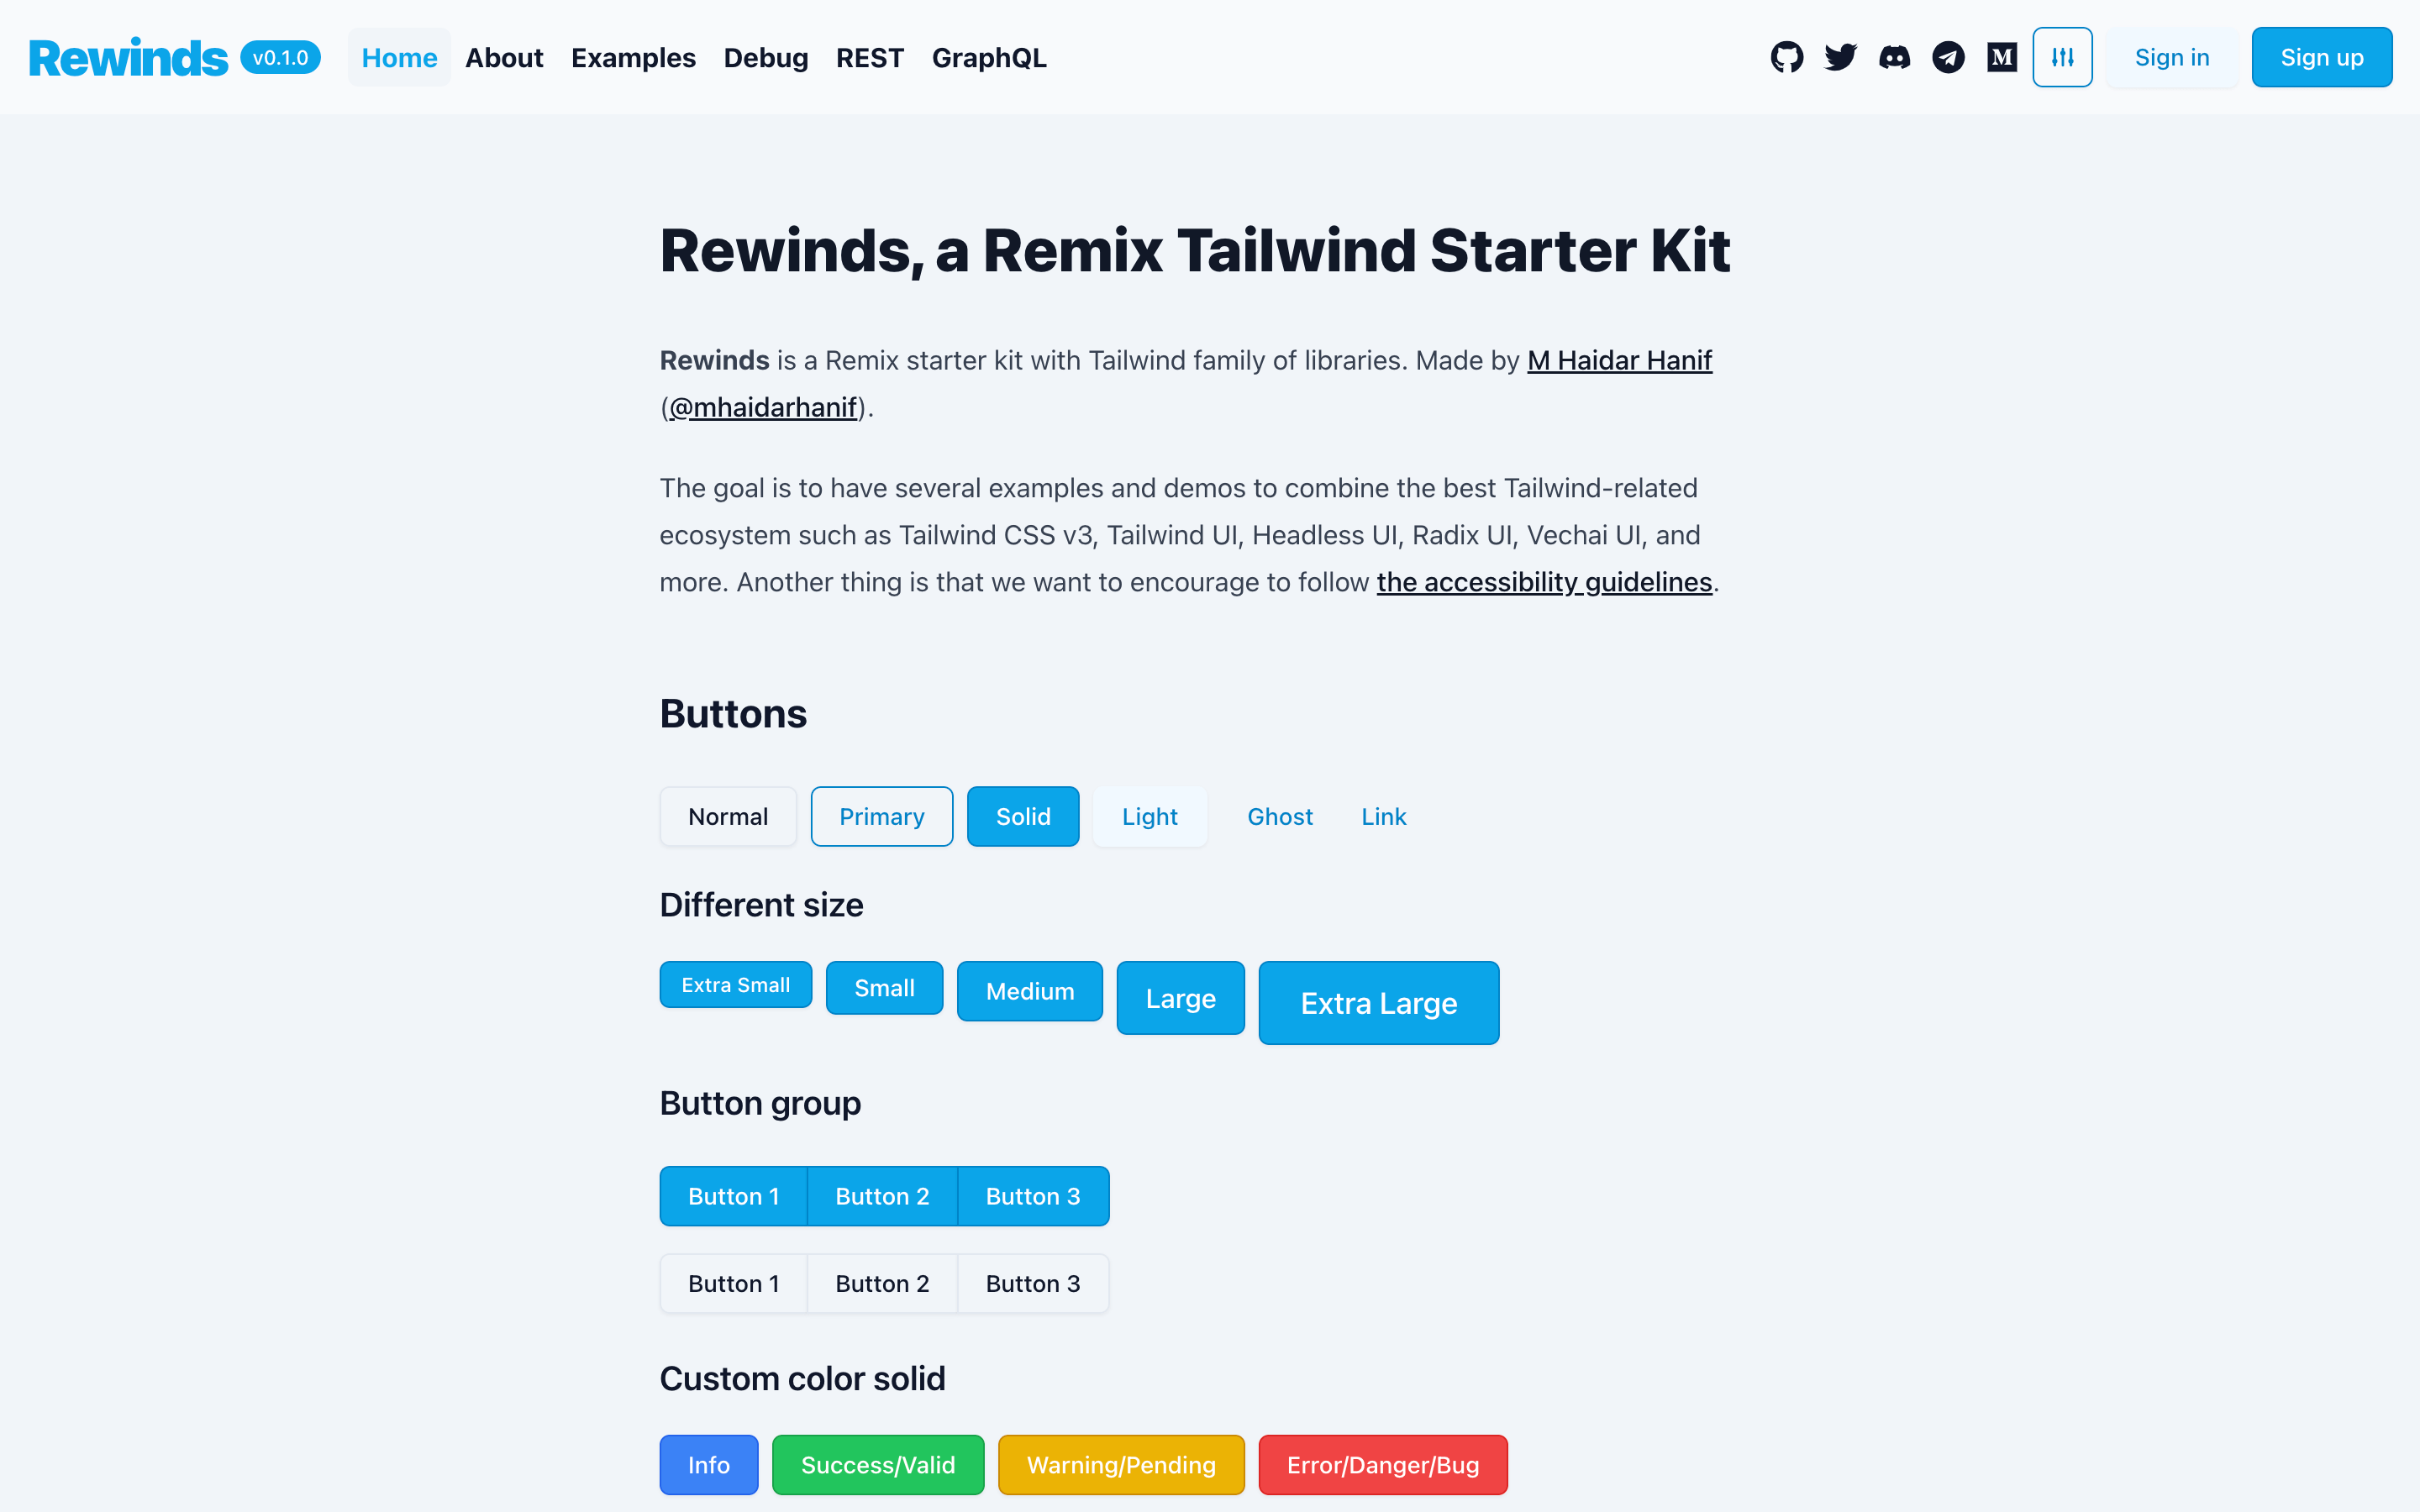 Rewinds v0.1.0 Home About Examples Debug REST GraphQL M Sign in Sign up
Rewinds, a Remix Tailwind Starter Kit
Rewinds is a Remix starter kit with Tailwind family of libraries. Made by M Haidar Hanif
(@mhaidarhanif).
The goal is to have several examples and demos to combine the best Tailwind-related
ecosystem such as Tailwind CSS v3, Tailwind UI, Headless UI, Radix UI, Vechai UI, and
more. Another thing is that we want to encourage to follow the accessibility guidelines.
Buttons
Normal Primary Solid Light Ghost Link
Different size
Extra Small Small Medium Large Extra Large
Button group
Button 1 Button 2 Button 3
Button 1 Button 2 Button 3
Custom color solid
Info Success/Valid Warning/Pending Error/Danger/Bug